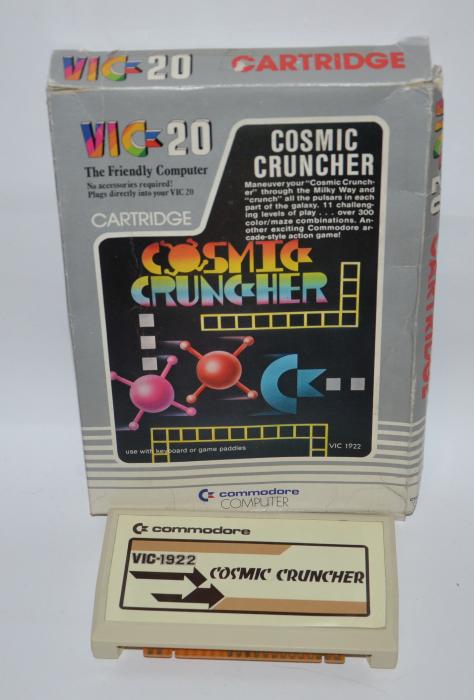 VIC 20 CARTRIDGE
VIC 20
The Friendly Computer
No accessories required!
Plugs directly into your VIC 20
CARTRIDGE
COSMIC
CRUNCHER
Maneuver your "Cosmic Crunch-
er" through the Milky Way and
"crunch" all the pulsars in each
part of the galaxy. 11 challeng-
ing levels of play . . . over 300
color/maze combinations. An-
other exciting Commodore ar-
cade-style action game!
COSMIC
CRUNCHER
use with keyboard or game paddles
VIC 1922
commodore
COMPUTER
VIC 20 CARTRIDGE
commodore
VIC-1922
COSMIC CRUNCHER